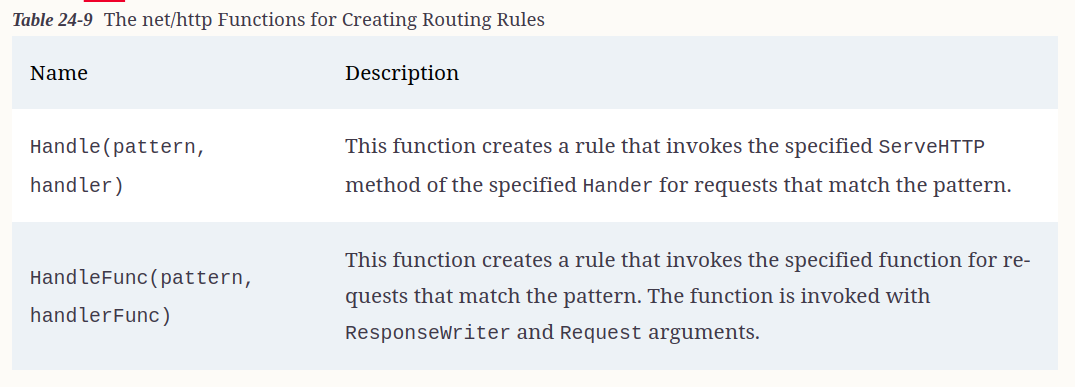 Table 24-9 The net/http Functions for Creating Routing Rules
Name Description
Handle(pattern,
handler)
This function creates a rule that invokes the specified ServeHTTP
method of the specified Hander for requests that match the pattern.
HandleFunc(pattern,
handlerFunc)
This function creates a rule that invokes the specified function for re-
quests that match the pattern. The function is invoked with
ResponseWriter and Request arguments.